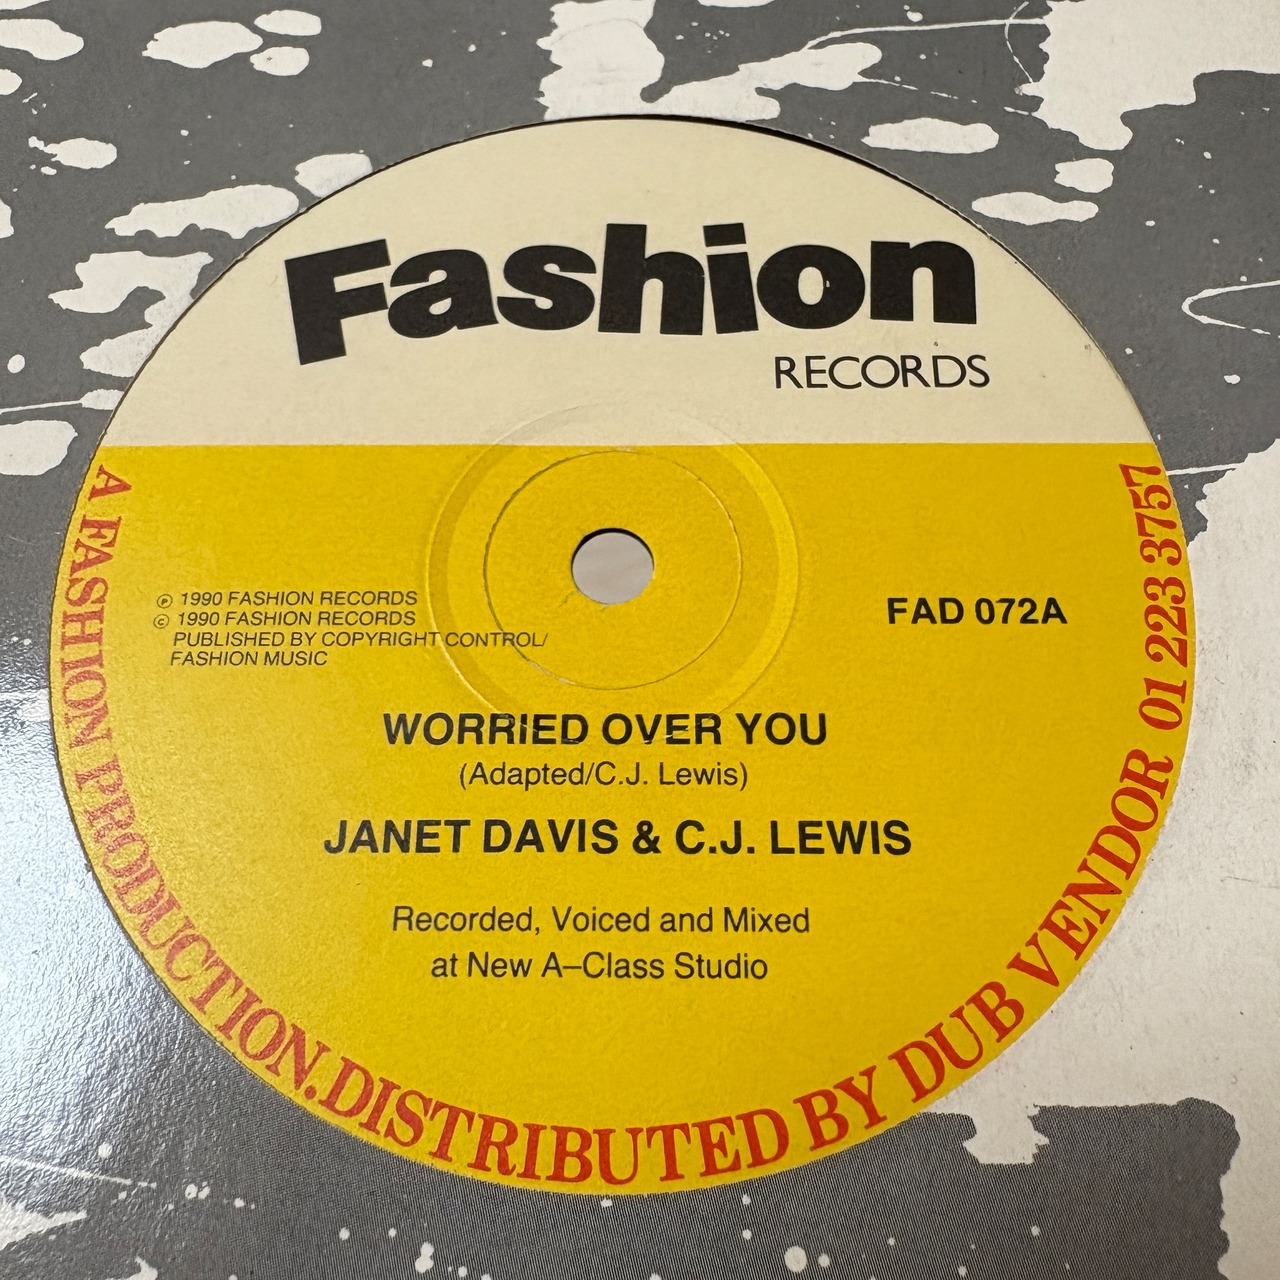 Fashion
RECORDS
℗ 1990 FASHION RECORDS
© 1990 FASHION RECORDS
PUBLISHED BY COPYRIGHT CONTROL/
FASHION MUSIC
FAD 072A
WORRIED OVER YOU
(Adapted/C.J. Lewis)
JANET DAVIS & C.J. LEWIS
Recorded, Voiced and Mixed
at New A–Class Studio
A FASHION PRODUCTION.DISTRIBUTED BY DUB VENDOR 01 223 3757